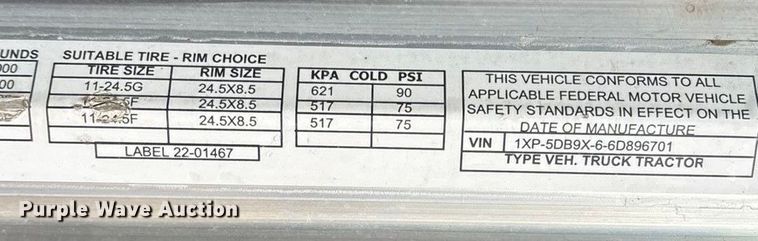 UNDS SUITABLE TIRE - RIM CHOICE
TIRE SIZE RIM SIZE
11-24.5G 24.5X8.5
24.5X8.5
11-24.5F 24.5X8.5
LABEL 22-01467
KPA COLD PSI
621 90
517 75
517 75
THIS VEHICLE CONFORMS TO ALL
APPLICABLE FEDERAL MOTOR VEHICLE
SAFETY STANDARDS IN EFFECT ON THE
DATE OF MANUFACTURE
VIN 1XP-5DB9X-6-6D896701
TYPE VEH. TRUCK TRACTOR
Purple Wave Auction